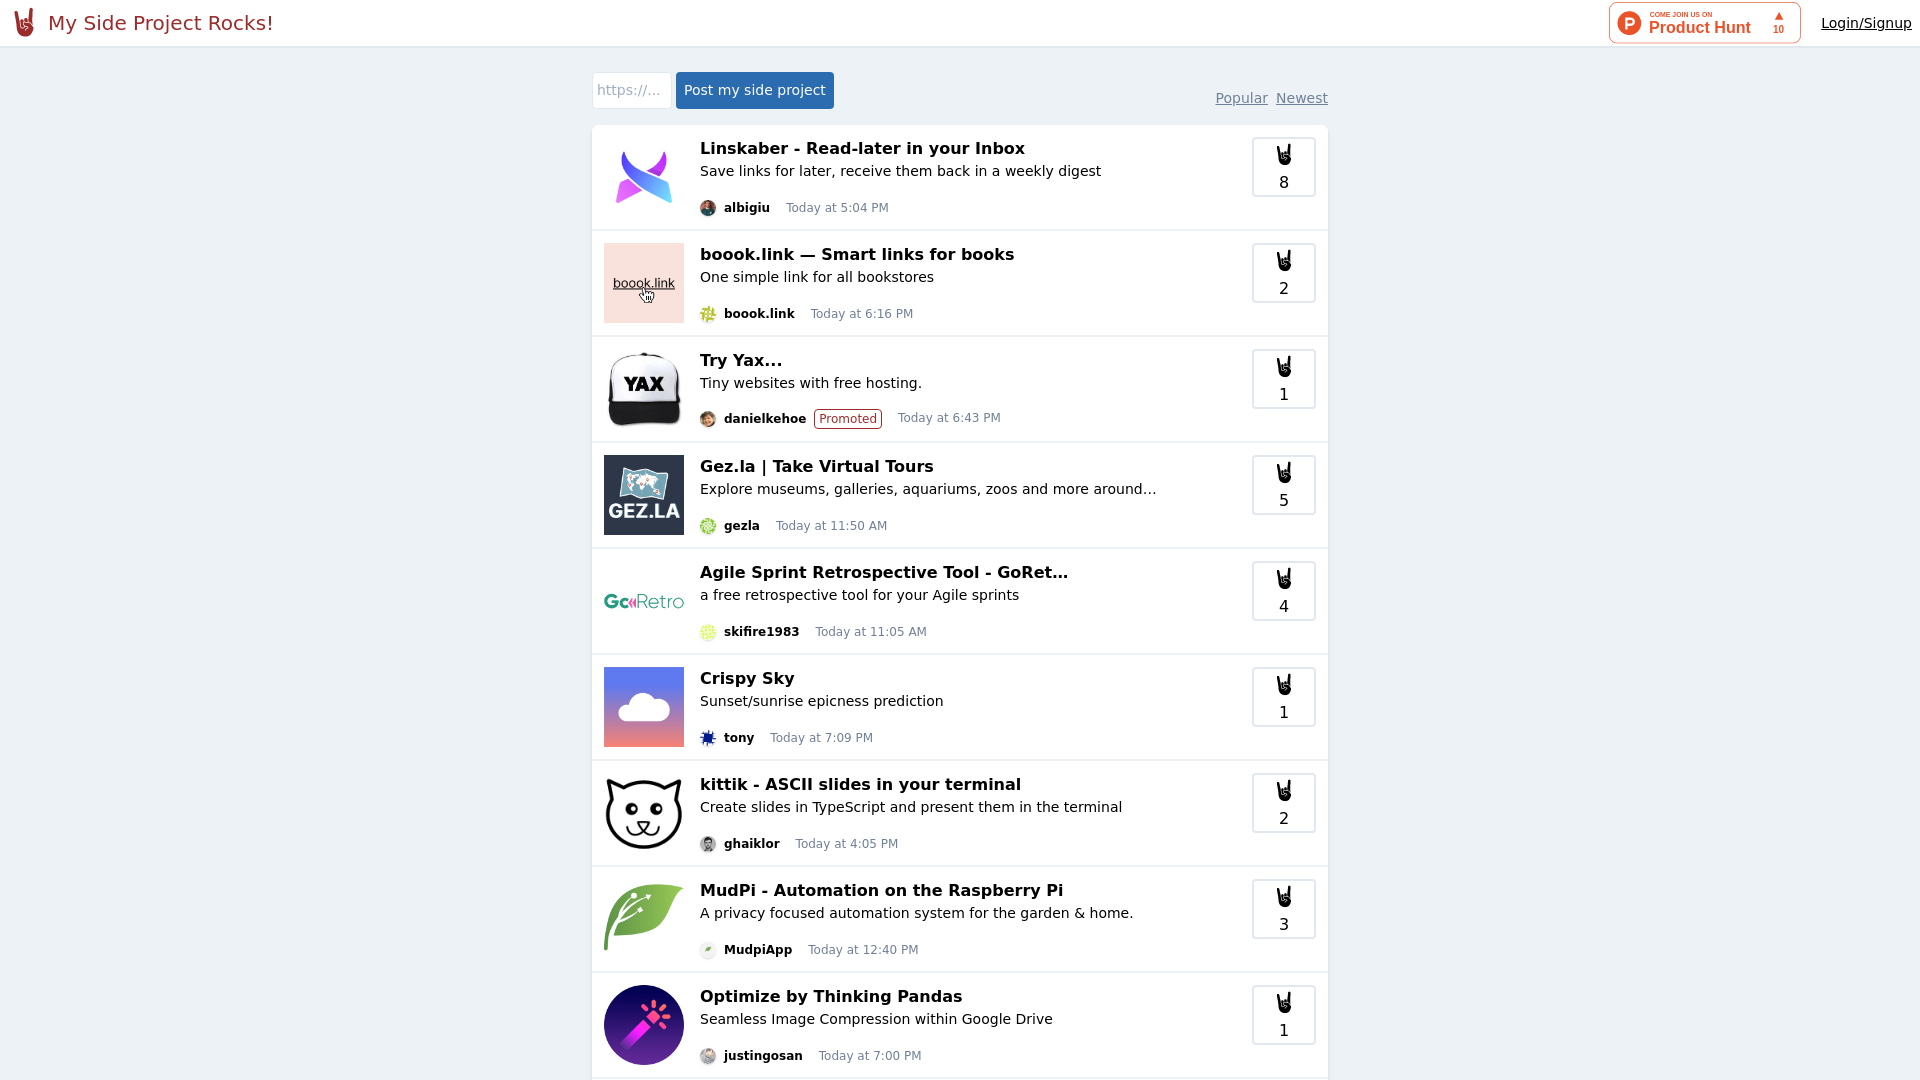 My Side Project Rocks!
P
COME JOIN US ON
Product Hunt
10
Login/Signup
https://...
Post my side project
Popular Newest
Linskaber - Read-later in your Inbox
Save links for later, receive them back in a weekly digest
albigiu Today at 5:04 PM
8
boook.link
boook.link — Smart links for books
One simple link for all bookstores
boook.link Today at 6:16 PM
2
YAX
Try Yax...
Tiny websites with free hosting.
danielkehoe Promoted Today at 6:43 PM
1
GEZ.LA
Gez.la | Take Virtual Tours
Explore museums, galleries, aquariums, zoos and more around...
gezla Today at 11:50 AM
5
GoRetro
Agile Sprint Retrospective Tool - GoRet...
a free retrospective tool for your Agile sprints
skifire1983 Today at 11:05 AM
4
Crispy Sky
Sunset/sunrise epicness prediction
tony Today at 7:09 PM
1
kittik - ASCII slides in your terminal
Create slides in TypeScript and present them in the terminal
ghaiklor Today at 4:05 PM
2
MudPi - Automation on the Raspberry Pi
A privacy focused automation system for the garden & home.
MudpiApp Today at 12:40 PM
3
Optimize by Thinking Pandas
Seamless Image Compression within Google Drive
justingosan Today at 7:00 PM
1